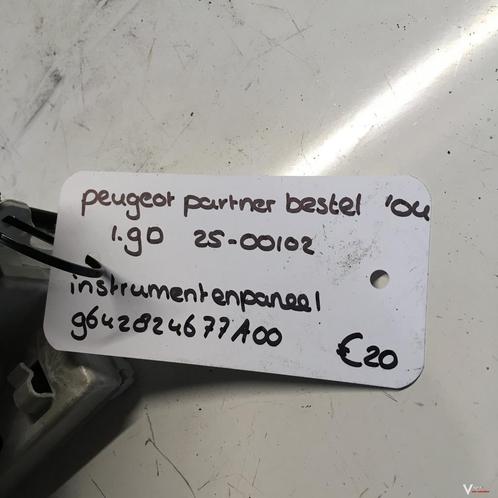 peugeot partner bestel '04
1.9D 25-00102
instrumentenpaneel
9642824677A00
€20